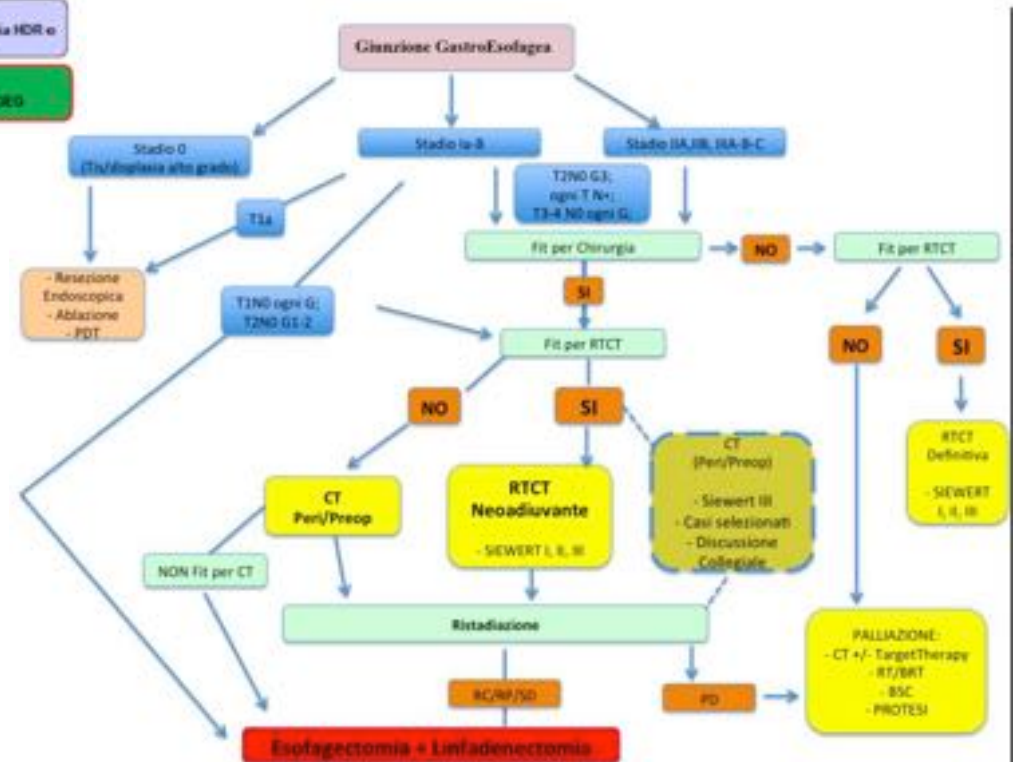 ia HDR e
GEG
Giunzione GastroEsofagea
Stadio 0
(Tis/displasia alto grado)
Stadio Ia-B
Stadio IIA,IIB, IIIA-B-C
T2N0 G3;
ogni T N+;
T3-4 N0 ogni G;
T1a
Fit per Chirurgia
NO
Fit per RTCT
- Resezione
Endoscopica
- Ablazione
- PDT
T1N0 ogni G;
T2N0 G1-2
SI
Fit per RTCT
NO
SI
NO
SI
CT
Peri/Preop
RTCT
Neoadiuvante
- SIEWERT I, II, III
CT
(Peri/Preop)
- Siewert III
- Casi selezionati
- Discussione
Collegiale
RTCT
Definitiva
- SIEWERT
I, II, III
NON Fit per CT
Ristadiazione
PALLIAZIONE:
- CT +/- TargetTherapy
- RT/BRT
- BSC
- PROTESI
RC/RP/SD
PD
Esofagectomia + Linfadenectomia